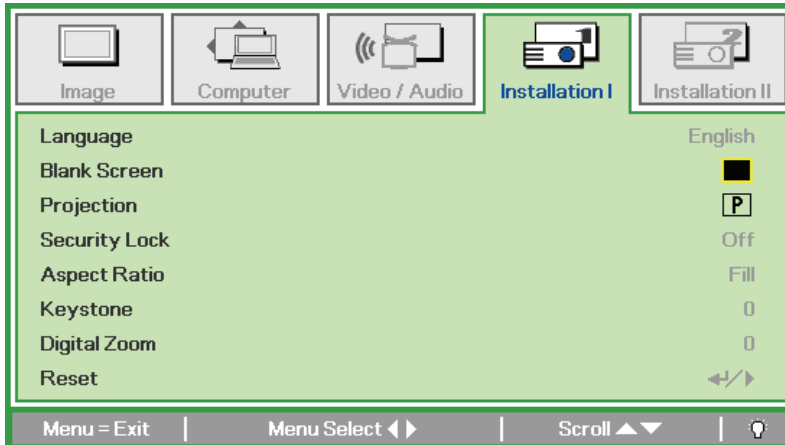 Image Computer Video / Audio Installation I Installation II
Language English
Blank Screen
Projection P
Security Lock Off
Aspect Ratio Fill
Keystone 0
Digital Zoom 0
Reset
Menu = Exit Menu Select Scroll